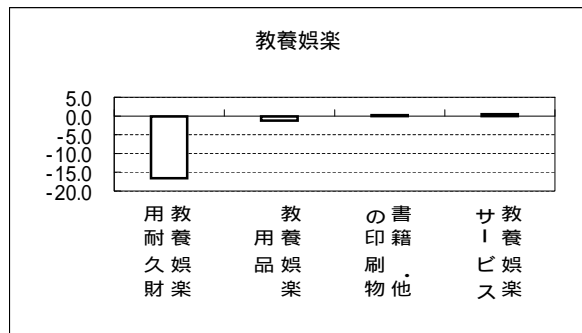 教養娯楽
5.0
0.0
-5.0
-10.0
-15.0
-20.0
教養娯楽
用耐久財
教養娯楽
用品
書籍・他
の印刷物
教養娯楽
サービス